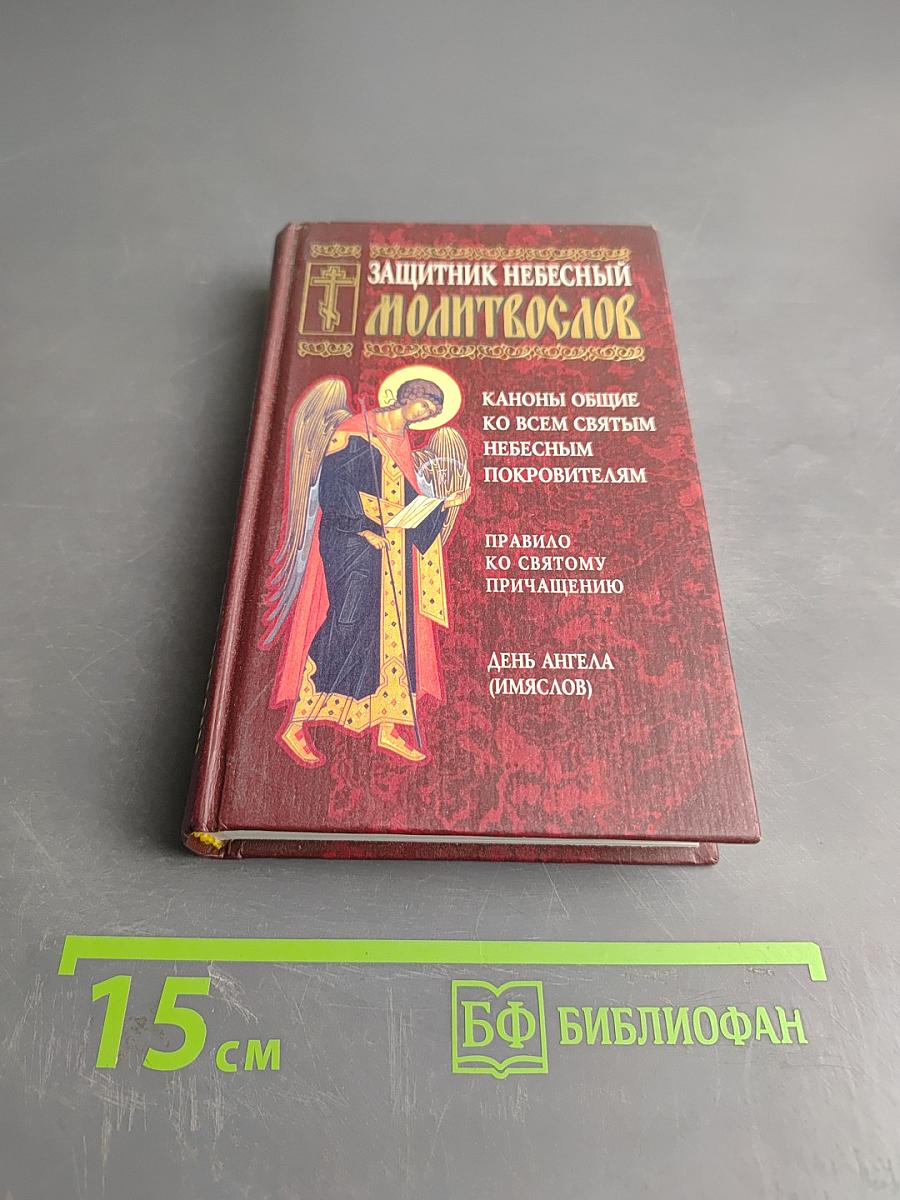 ЗАЩИТНИК НЕБЕСНЫЙ
МОЛИТВОСЛОВ
КАНОНЫ ОБЩИЕ
КО ВСЕМ СВЯТЫМ
НЕБЕСНЫМ
ПОКРОВИТЕЛЯМ
ПРАВИЛО
КО СВЯТОМУ
ПРИЧАЩЕНИЮ
ДЕНЬ АНГЕЛА
(ИМЯСЛОВ)
15 см
БФ БИБЛИОФАН